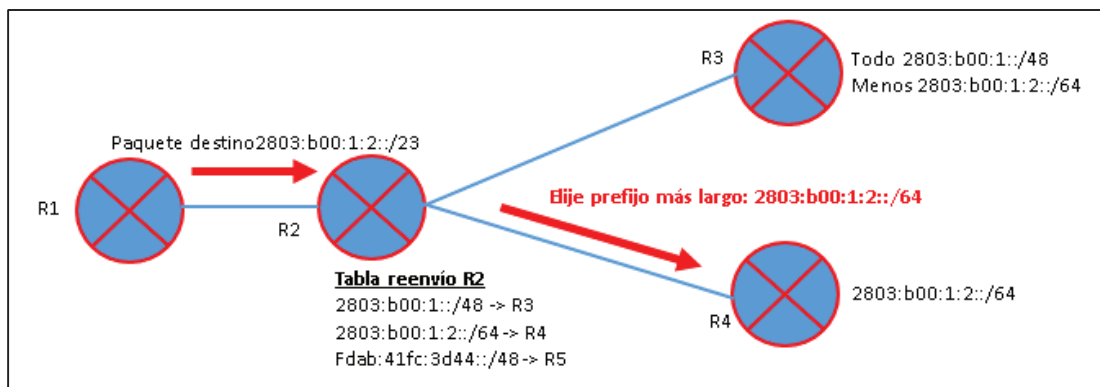 R3
Todo 2803:b00:1::/48
Menos 2803:b00:1:2::/64
Paquete destino2803:b00:1:2::/23
R1
R2
Elije prefijo más largo: 2803:b00:1:2::/64
Tabla reenvío R2
2803:b00:1::/48 -> R3
2803:b00:1:2::/64-> R4
Fdab:41fc:3d44::/48-> R5
R4
2803:b00:1:2::/64